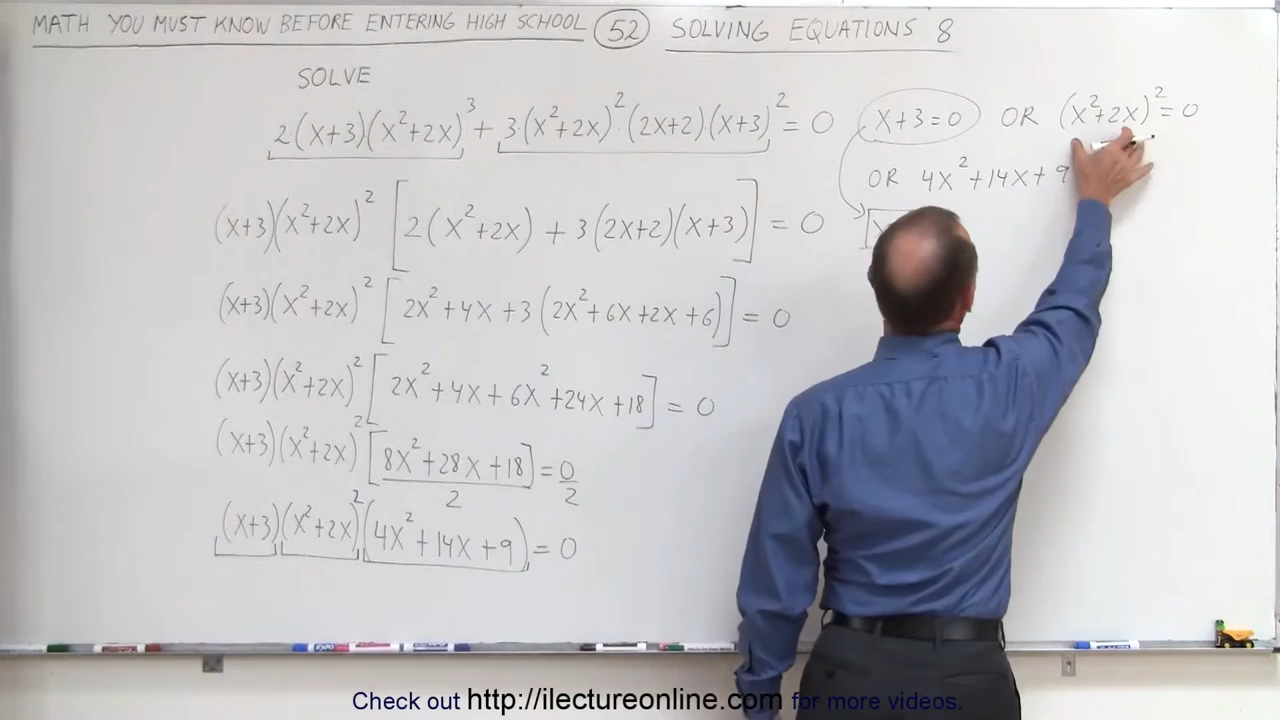 MATH YOU MUST KNOW BEFORE ENTERING HIGH SCHOOL 52 SOLVING EQUATIONS 8
SOLVE
2·(X+3)(X²+2X)³ + 3·(X²+2X)²·(2X+2)·(X+3)² = 0
(X+3)(X²+2X)² [2(X²+2X) + 3(2X+2)(X+3)] = 0
(X+3)(X²+2X)² [2X²+4X+3(2X²+6X+2X+6)] = 0
(X+3)(X²+2X)² [2X²+4X+6X²+24X+18] = 0
(X+3)(X²+2X)² [8X²+28X+18]/2 = 0/2
(X+3)(X²+2X)²(4X²+14X+9) = 0
X+3=0 OR (X²+2X)²=0
OR 4X²+14X+9
X
EXPO
Check out http://ilectureonline.com for more videos.